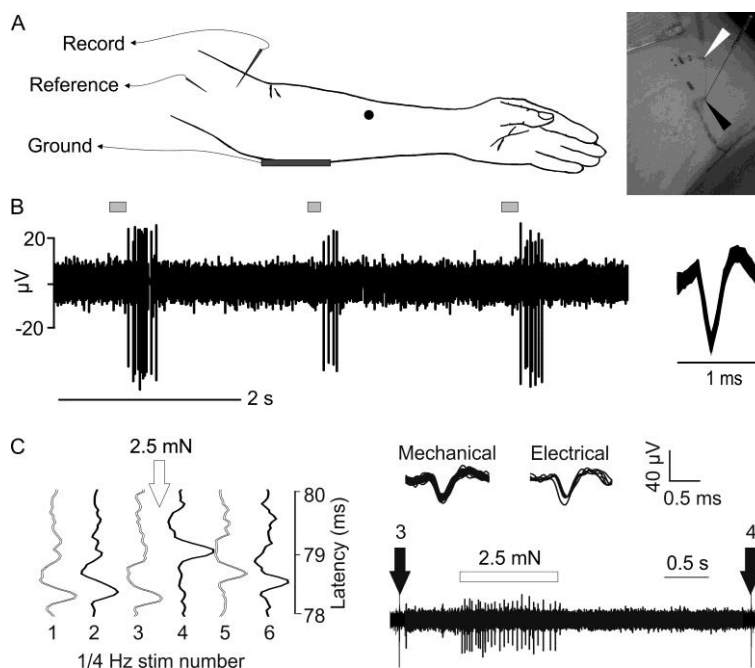 A
Record
Reference
Ground
B
20
μV
-20
2 s
1 ms
C
2.5 mN
80
79
78
Latency (ms)
1 2 3 4 5 6
1/4 Hz stim number
Mechanical Electrical
40 μV
0.5 ms
3
2.5 mN
0.5 s
4